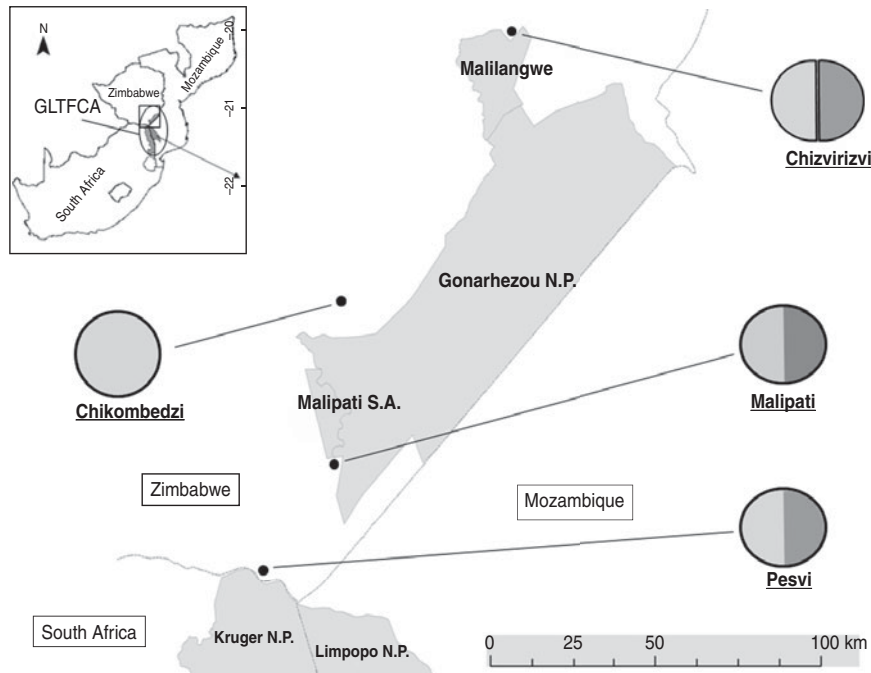 N
Zimbabwe
Mozambique
GLTFCA
South Africa
–20
–21
–22
Malilangwe
Chizvirizvi
Gonarhezou N.P.
Chikombedzi
Malipati S.A.
Malipati
Zimbabwe
Mozambique
Pesvi
South Africa
Kruger N.P.
Limpopo N.P.
0 25 50 100 km